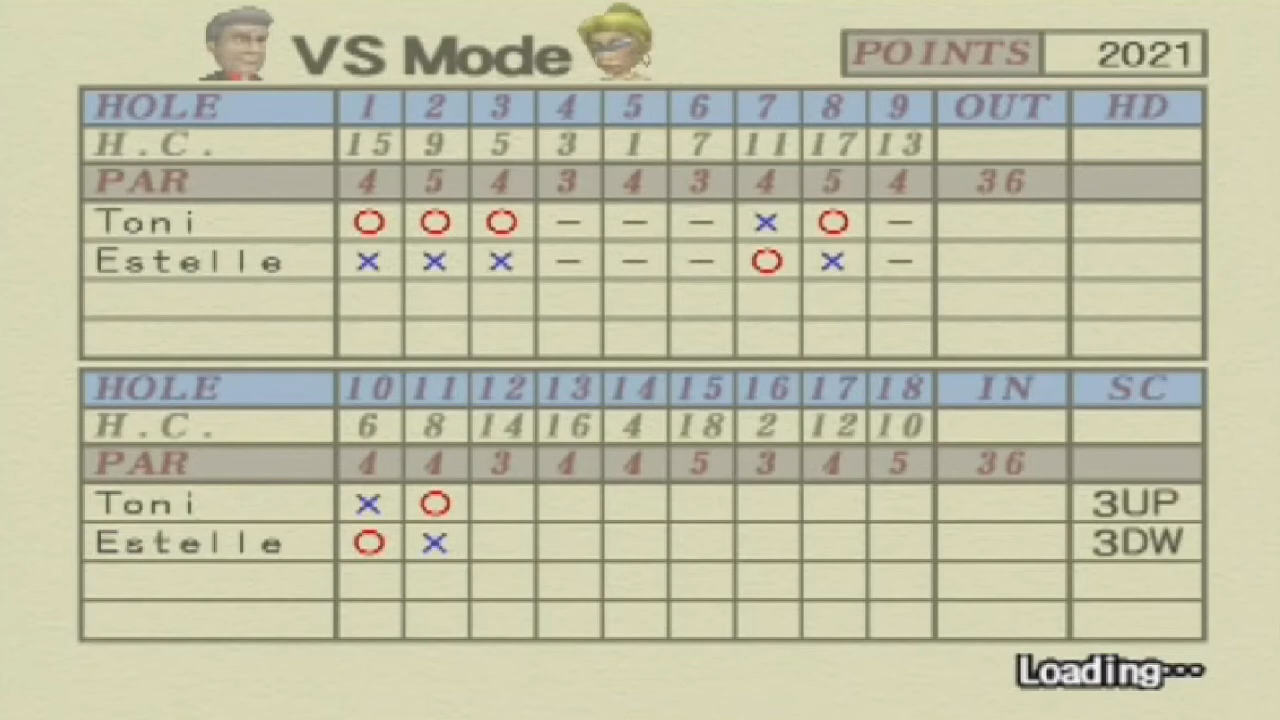 VS Mode POINTS 2021
HOLE 1 2 3 4 5 6 7 8 9 OUT HD
H.C. 15 9 5 3 1 7 11 17 13
PAR 4 5 4 3 4 3 4 5 4 36
Toni O O O - - - × O -
Estelle × × × - - - O × -
HOLE 10 11 12 13 14 15 16 17 18 IN SC
H.C. 6 8 14 16 4 18 2 12 10
PAR 4 4 3 4 4 5 3 4 5 36
Toni × O 3UP
Estelle O × 3DW
Loading···